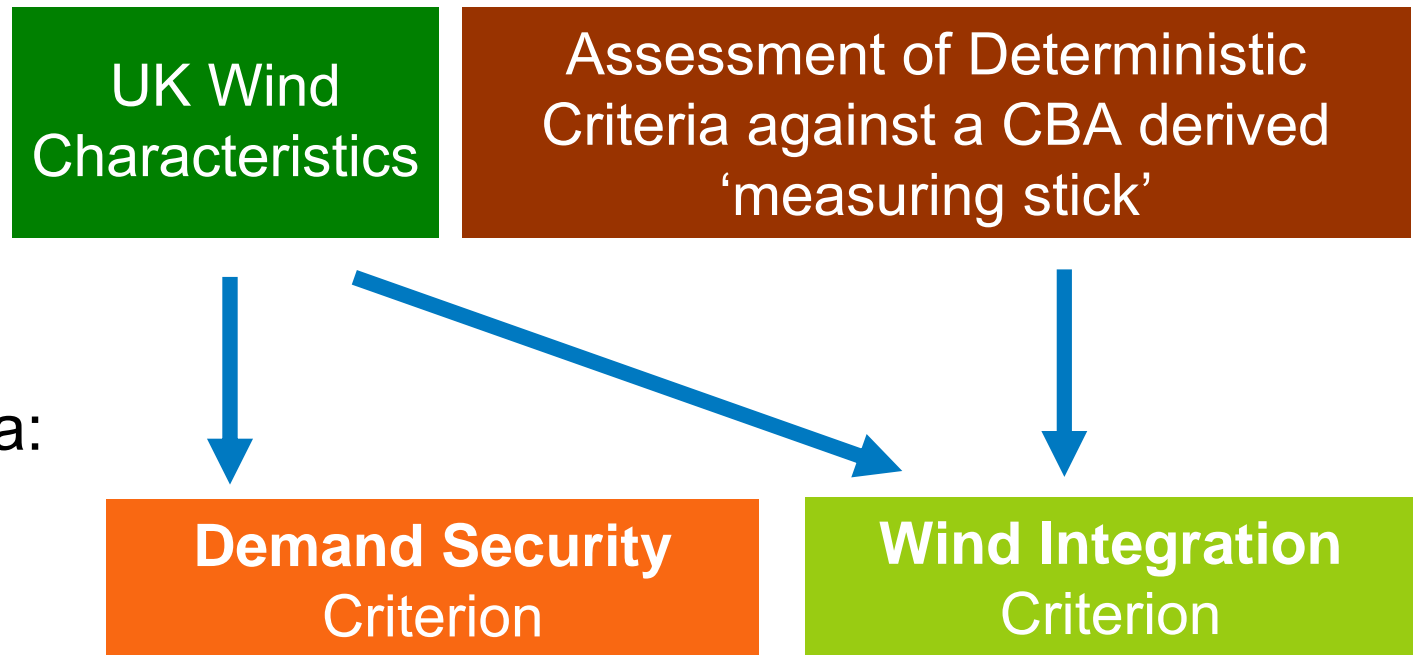 UK Wind
Characteristics
Assessment of Deterministic
Criteria against a CBA derived
‘measuring stick’
a:
Demand Security
Criterion
Wind Integration
Criterion